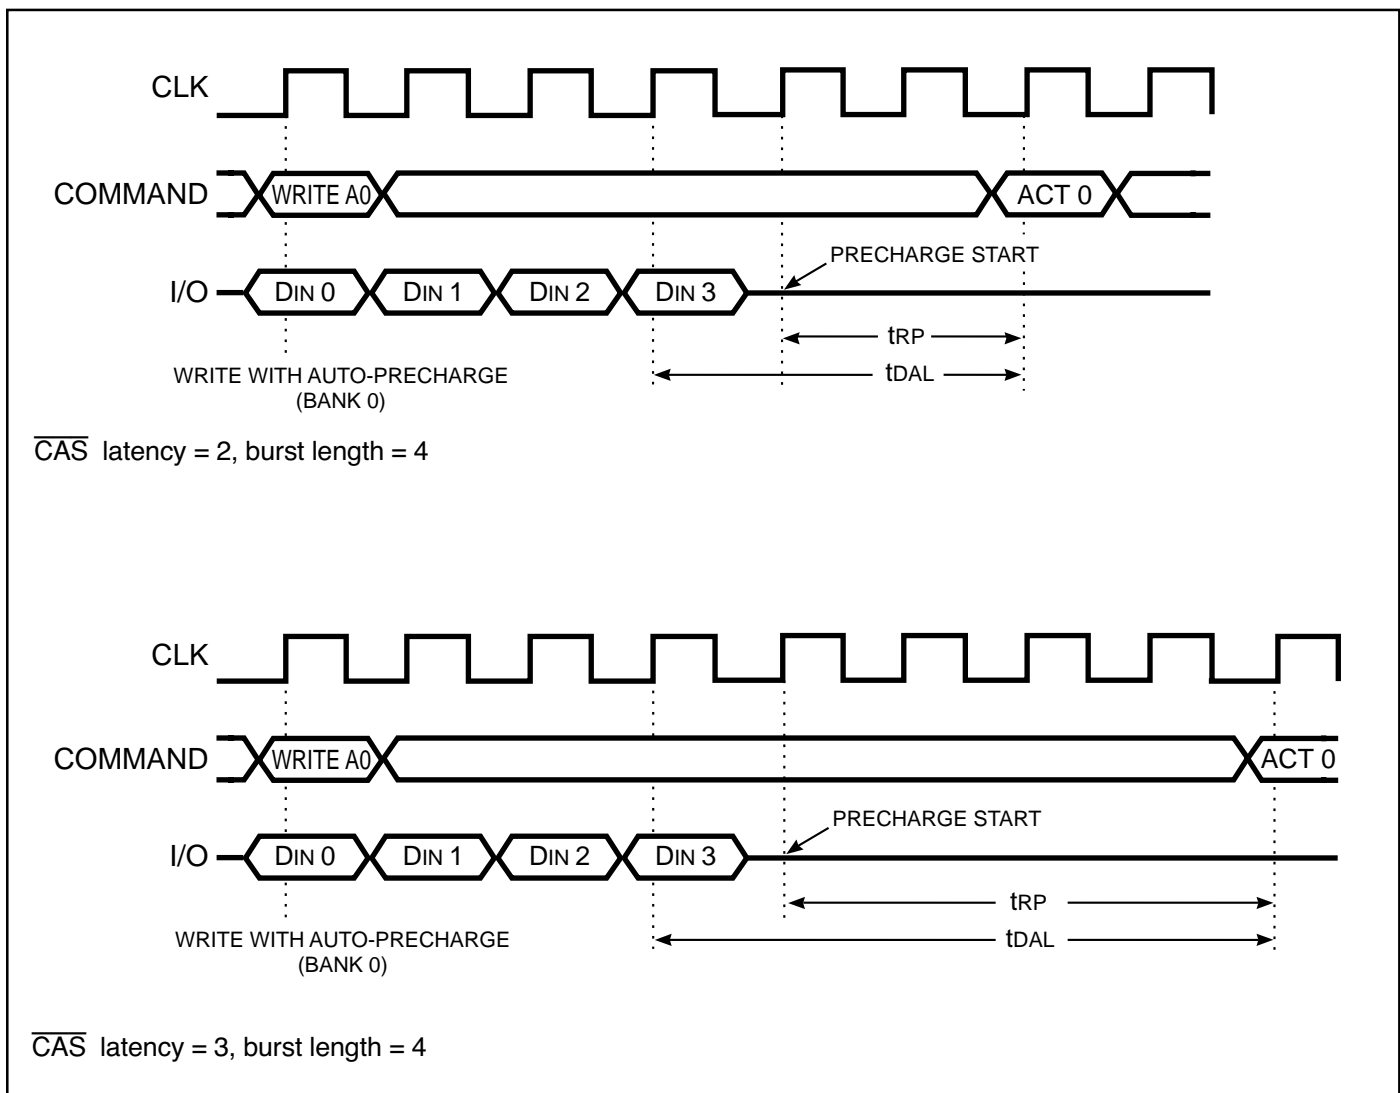 CLK
COMMAND WRITE A0 ACT 0
PRECHARGE START
I/O DIN 0 DIN 1 DIN 2 DIN 3
tRP
tDAL
WRITE WITH AUTO-PRECHARGE
(BANK 0)
CAS latency = 2, burst length = 4
CLK
COMMAND WRITE A0 ACT 0
PRECHARGE START
I/O DIN 0 DIN 1 DIN 2 DIN 3
tRP
tDAL
WRITE WITH AUTO-PRECHARGE
(BANK 0)
CAS latency = 3, burst length = 4